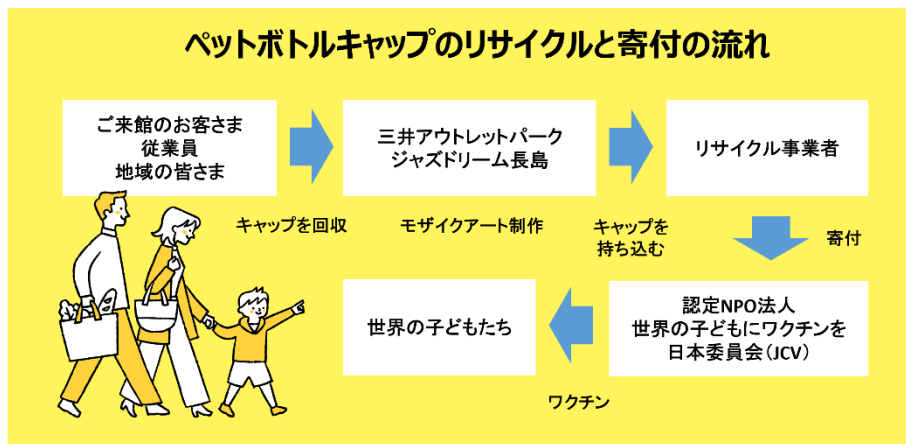 ペットボトルキャップのリサイクルと寄付の流れ
ご来館のお客さま
従業員
地域の皆さま
キャップを回収
三井アウトレットパーク
ジャズドリーム長島
モザイクアート制作
キャップを
持ち込む
リサイクル事業者
寄付
認定NPO法人
世界の子どもにワクチンを
日本委員会(JCV)
ワクチン
世界の子どもたち